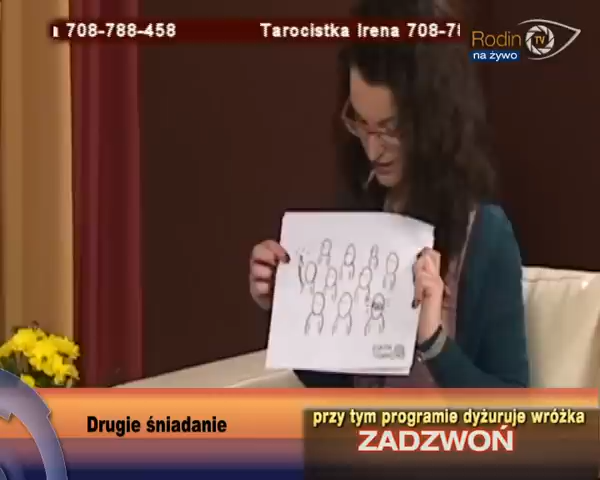 708-788-458 Tarocistka Irena 708-7
Rodin TV
na żywo
Drugie śniadanie
przy tym programie dyżuruje wróżka
ZADZWOŃ